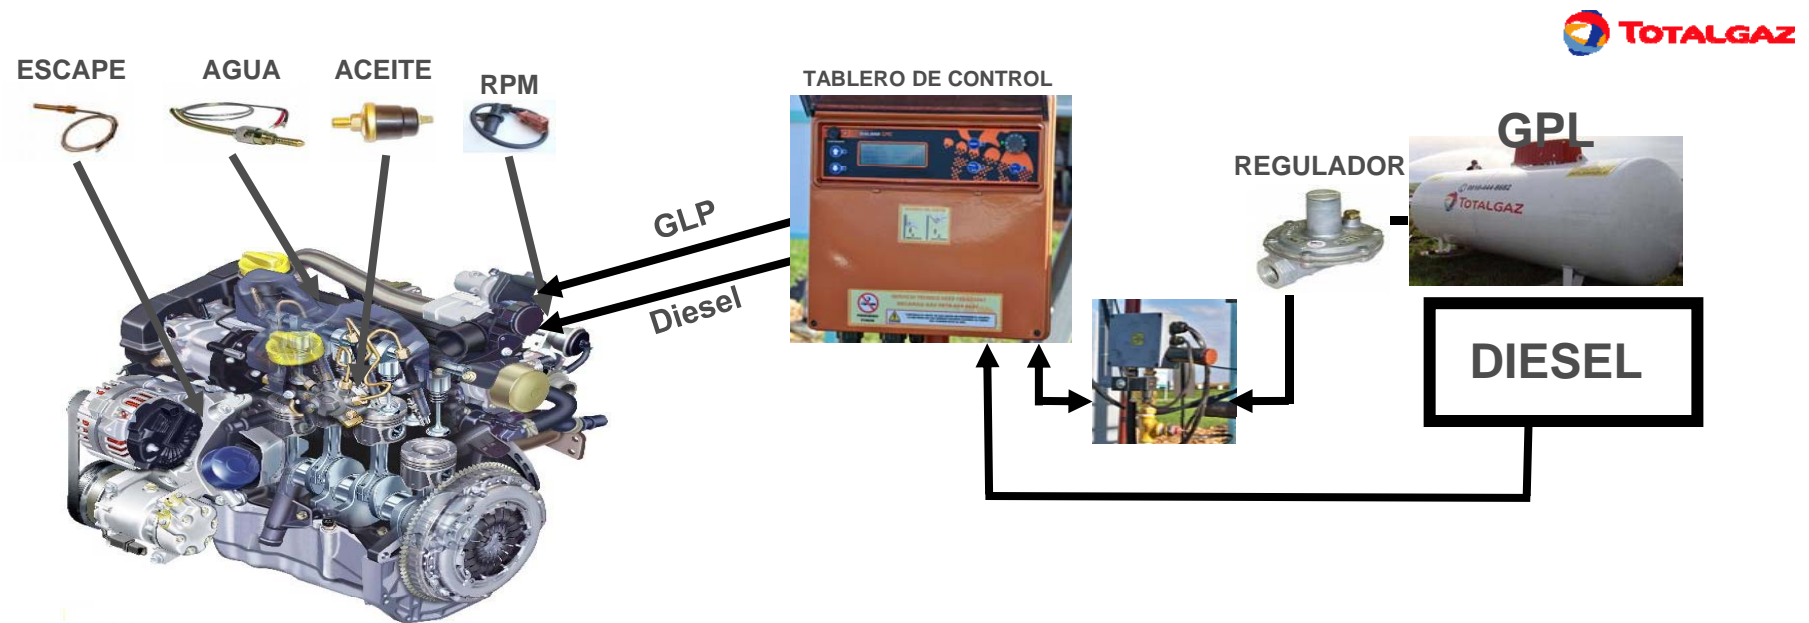 TOTALGAZ
ESCAPE
AGUA
ACEITE
RPM
TABLERO DE CONTROL
GPL
REGULADOR
TOTALGAZ
GLP
Diesel
DIESEL